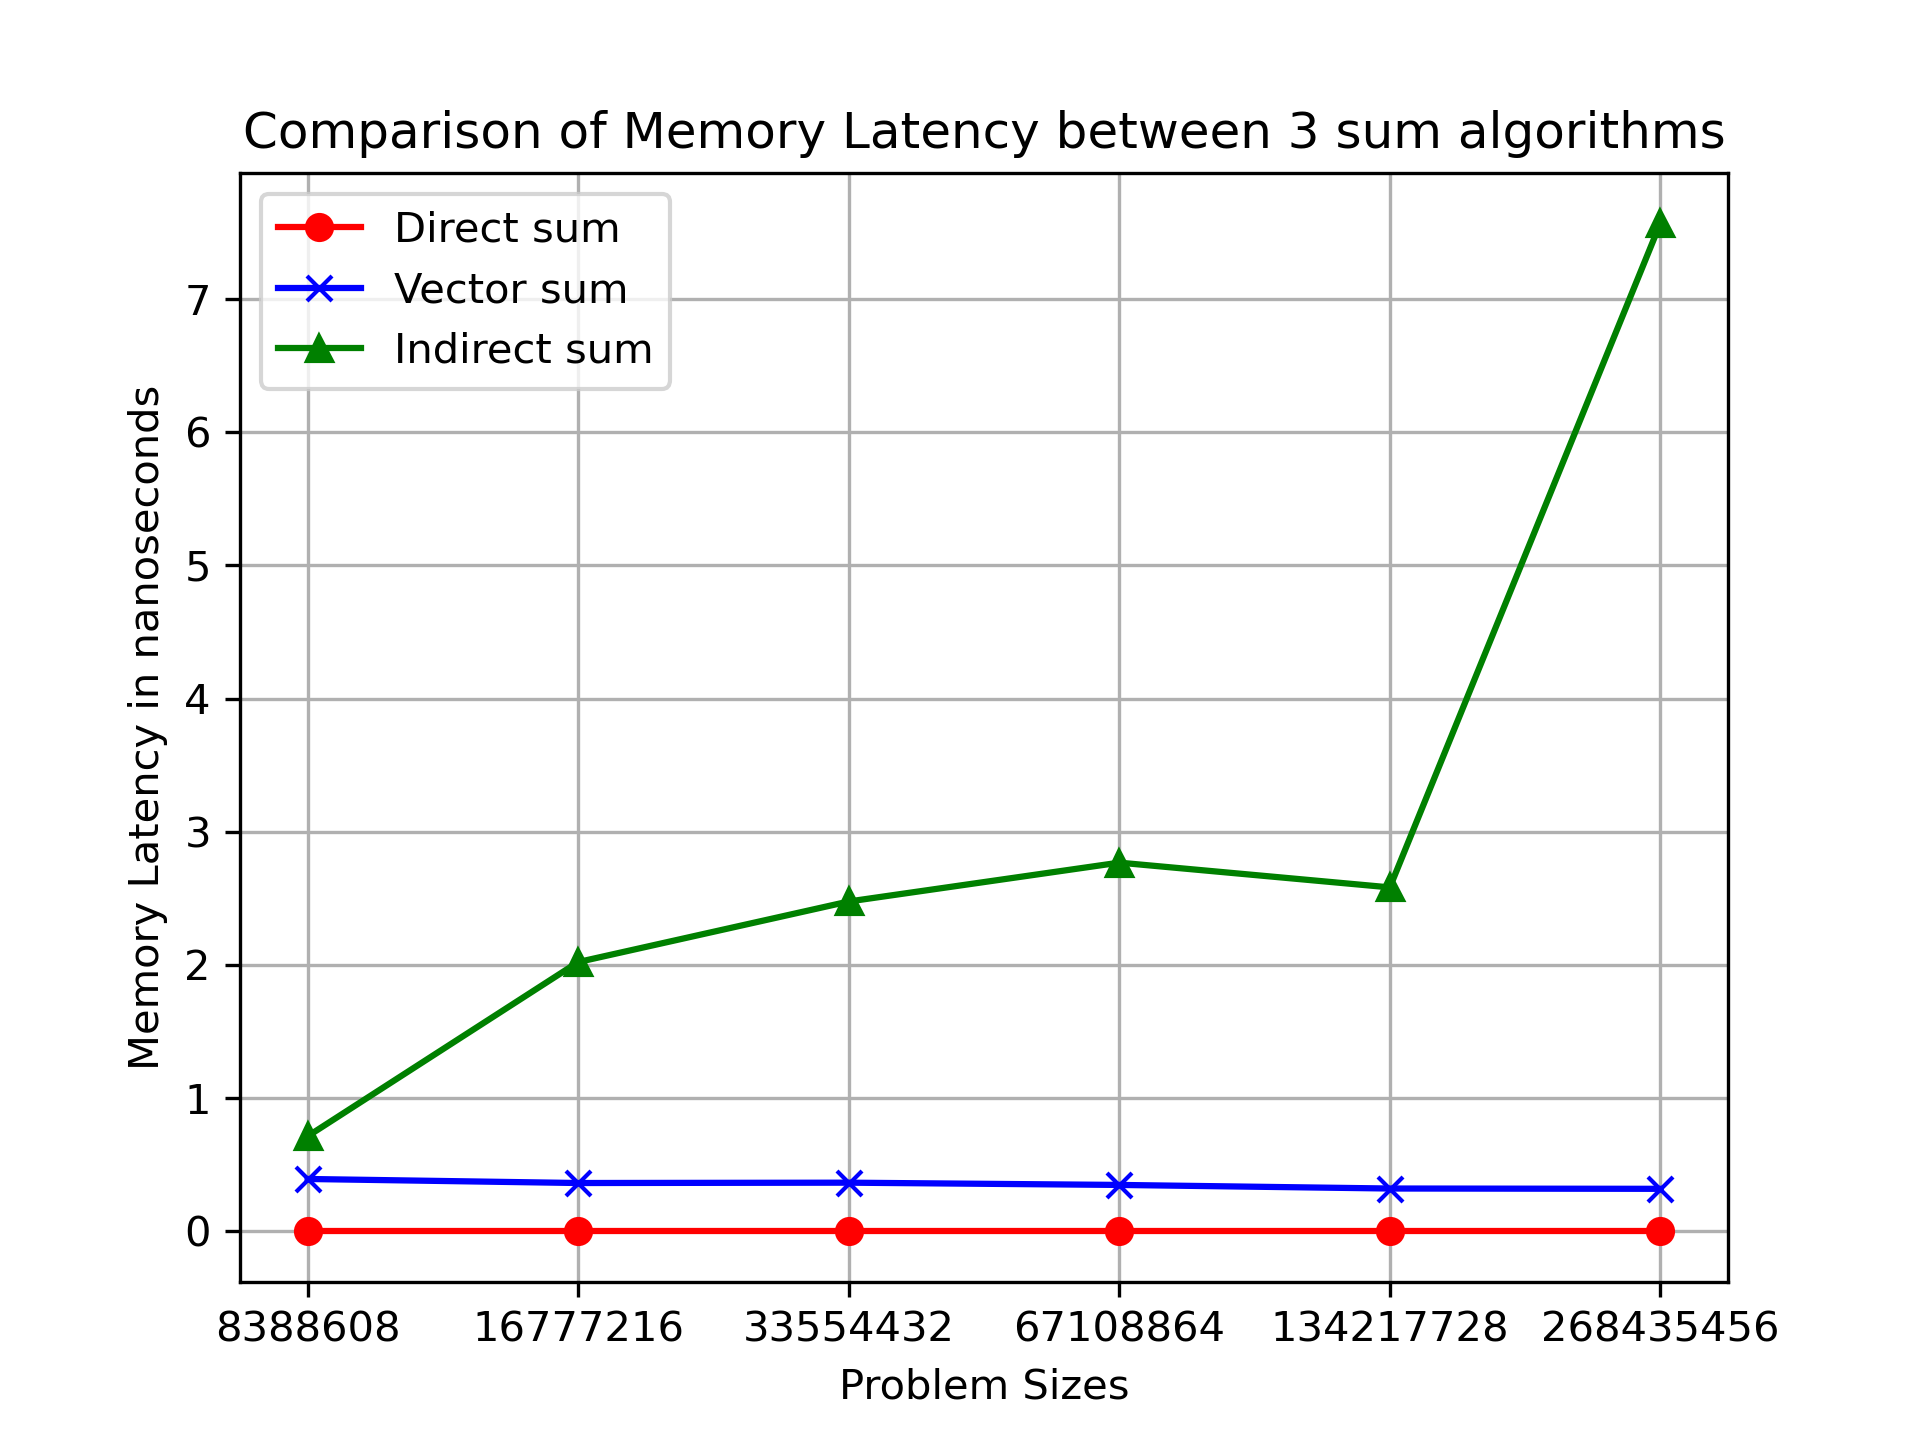 Comparison of Memory Latency between 3 sum algorithms
Direct sum
Vector sum
Indirect sum
Memory Latency in nanoseconds
7
6
5
4
3
2
1
0
8388608 16777216 33554432 67108864 134217728 268435456
Problem Sizes